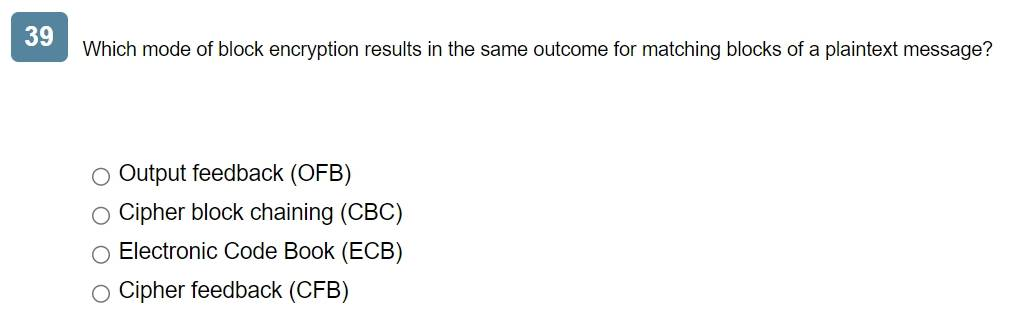 39
Which mode of block encryption results in the same outcome for matching blocks of a plaintext message?
Output feedback (OFB)
Cipher block chaining (CBC)
Electronic Code Book (ECB)
Cipher feedback (CFB)